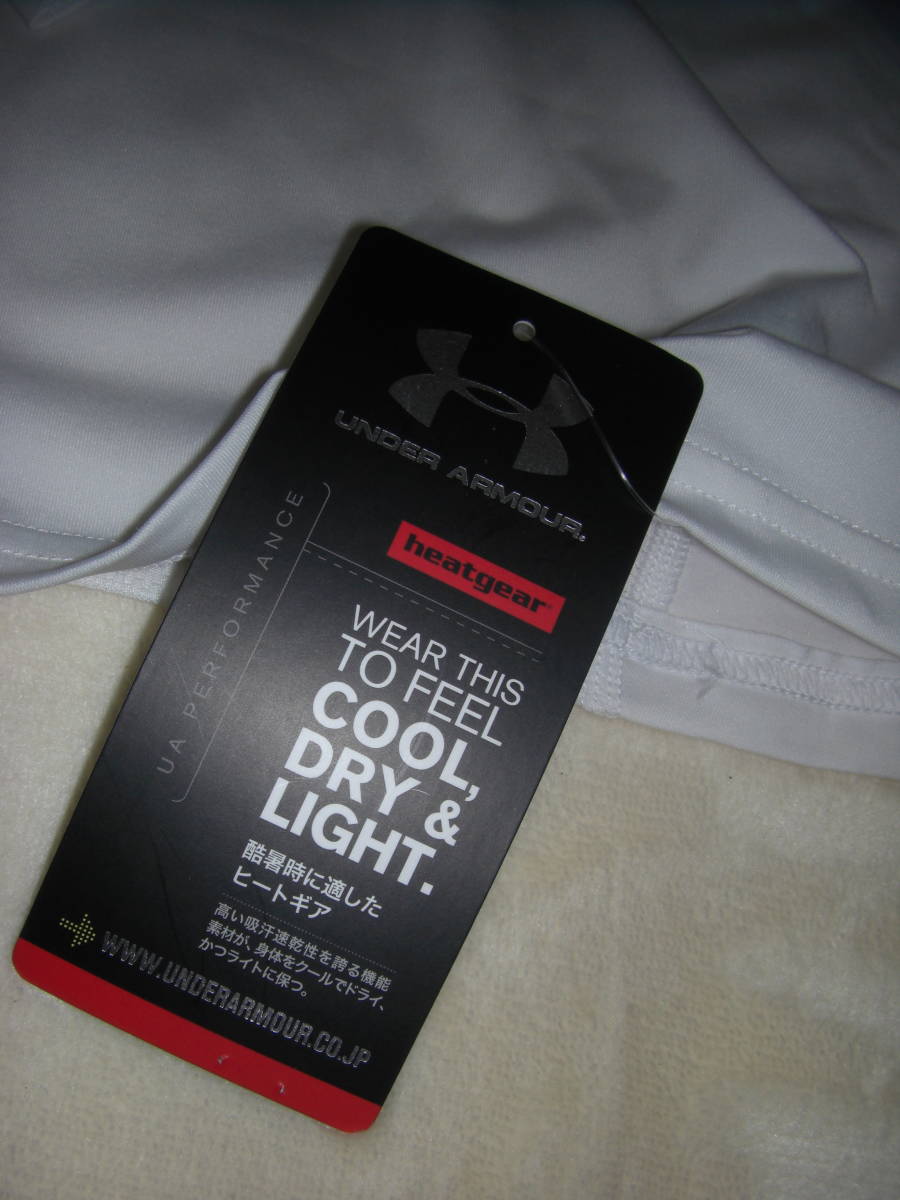 UNDER ARMOUR.
heatgear®
UA PERFORMANCE
WEAR THIS
TO FEEL
COOL,
DRY &
LIGHT.
酷暑時に適した
ヒートギア
高い吸汗速乾性を誇る機能
素材が、身体をクールでドライ、
かつライトに保つ。
WWW.UNDERARMOUR.CO.JP